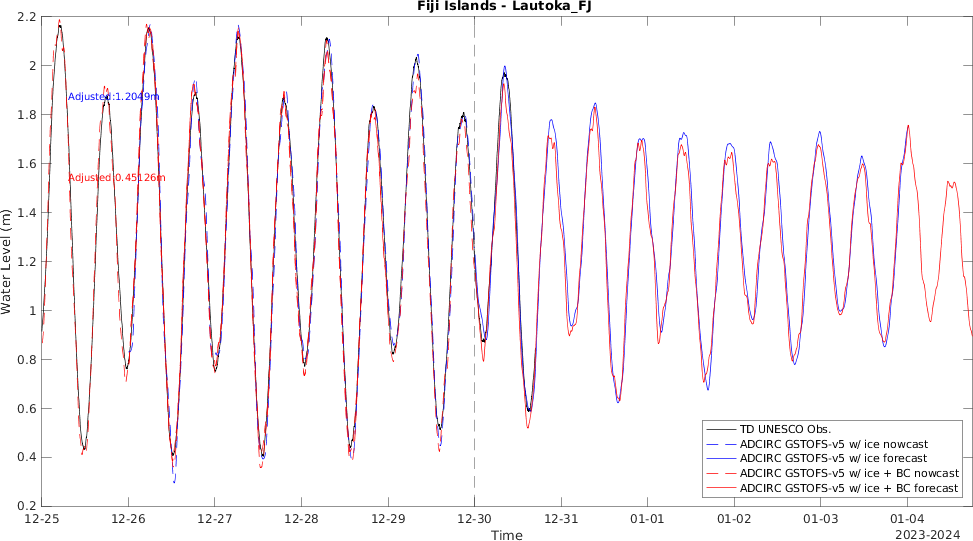 Fiji Islands - Lautoka_FJ
2.2
2
1.8
1.6
1.4
1.2
1
0.8
0.6
0.4
0.2
Water Level (m)
Adjusted:1.2049m
Adjusted:0.45126m
TD UNESCO Obs.
ADCIRC GSTOFS-v5 w/ ice nowcast
ADCIRC GSTOFS-v5 w/ ice forecast
ADCIRC GSTOFS-v5 w/ ice + BC nowcast
ADCIRC GSTOFS-v5 w/ ice + BC forecast
12-25 12-26 12-27 12-28 12-29 12-30 12-31 01-01 01-02 01-03 01-04
Time
2023-2024